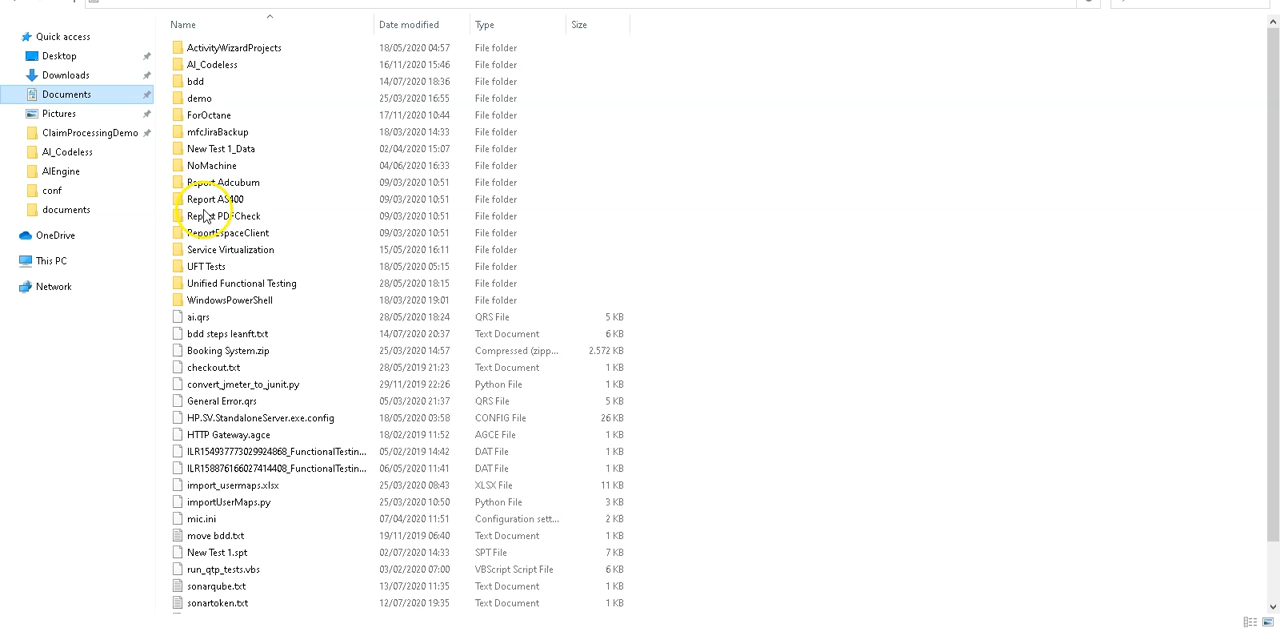 Name Date modified Type Size
Quick access
Desktop
Downloads
Documents
Pictures
ClaimProcessingDemo
AI_Codeless
AIEngine
conf
documents
OneDrive
This PC
Network
ActivityWizardProjects 18/05/2020 04:57 File folder
AI_Codeless 16/11/2020 15:46 File folder
bdd 14/07/2020 18:36 File folder
demo 25/03/2020 16:55 File folder
ForOctane 17/11/2020 10:44 File folder
mfcJiraBackup 18/03/2020 14:33 File folder
New Test 1_Data 02/04/2020 15:07 File folder
NoMachine 04/06/2020 16:33 File folder
Report Adcubum 09/03/2020 10:51 File folder
Report AS400 09/03/2020 10:51 File folder
Report PDFCheck 09/03/2020 10:51 File folder
ReportEspaceClient 09/03/2020 10:51 File folder
Service Virtualization 15/05/2020 16:11 File folder
UFT Tests 18/05/2020 05:15 File folder
Unified Functional Testing 28/05/2020 18:15 File folder
WindowsPowerShell 18/03/2020 19:01 File folder
ai.qrs 28/05/2020 18:24 QRS File 5 KB
bdd steps leanft.txt 14/07/2020 20:37 Text Document 6 KB
Booking System.zip 25/03/2020 14:57 Compressed (zipp... 2.572 KB
checkout.txt 28/05/2019 21:23 Text Document 1 KB
convert_jmeter_to_junit.py 29/11/2019 22:26 Python File 1 KB
General Error.qrs 05/03/2020 21:37 QRS File 5 KB
HP.SV.StandaloneServer.exe.config 18/05/2020 03:58 CONFIG File 26 KB
HTTP Gateway.agce 18/02/2019 11:52 AGCE File 1 KB
ILR154937773029924868_FunctionalTestin... 05/02/2019 14:42 DAT File 1 KB
ILR158876166027414408_FunctionalTestin... 06/05/2020 11:41 DAT File 1 KB
import_usermaps.xlsx 25/03/2020 08:43 XLSX File 11 KB
importUserMaps.py 25/03/2020 10:50 Python File 3 KB
mic.ini 07/04/2020 11:51 Configuration sett... 2 KB
move bdd.txt 19/11/2019 06:40 Text Document 1 KB
New Test 1.spt 02/07/2020 14:33 SPT File 7 KB
run_qtp_tests.vbs 03/02/2020 07:00 VBScript Script File 6 KB
sonarqube.txt 13/07/2020 11:35 Text Document 1 KB
sonartoken.txt 12/07/2020 19:35 Text Document 1 KB